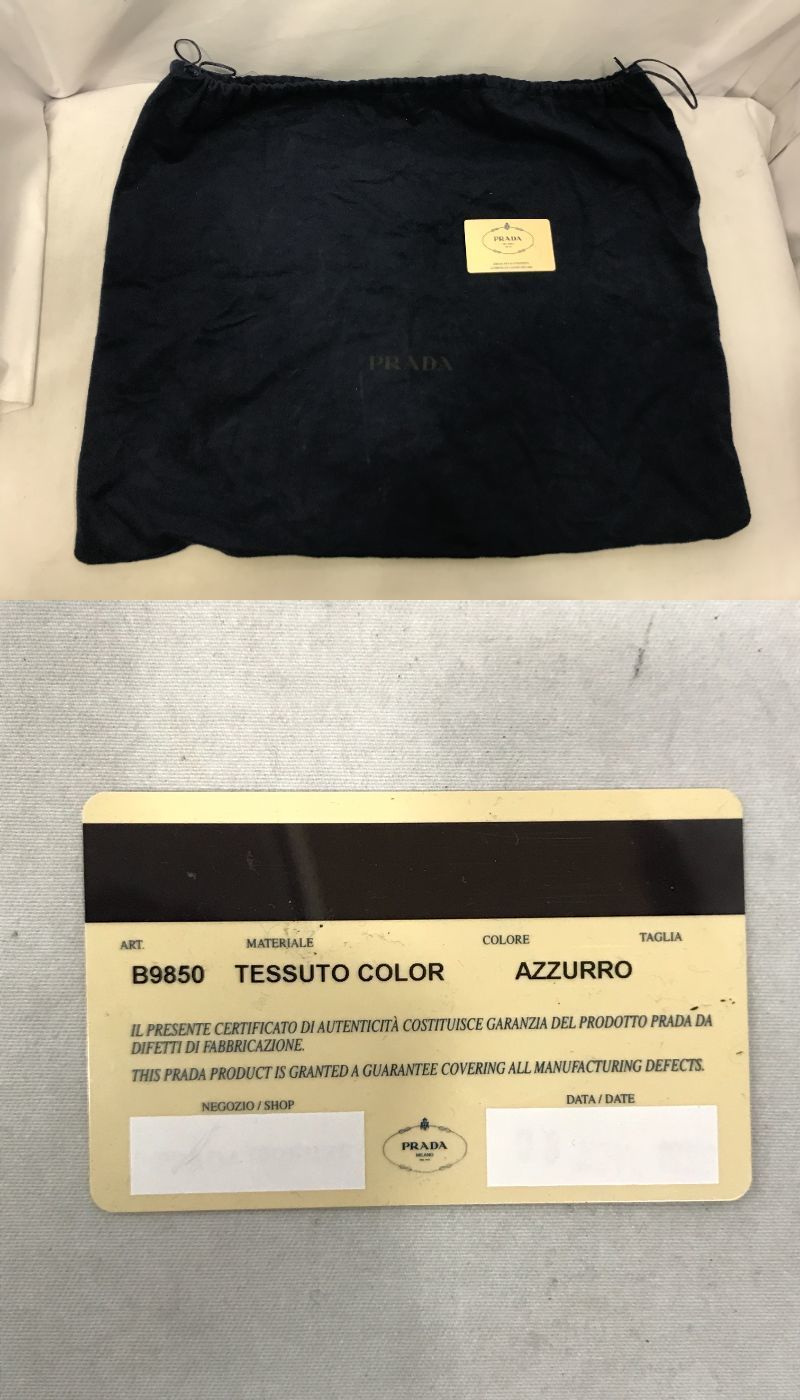 PRADA
PRADA
ART.
MATERIALE
COLORE
TAGLIA
B9850
TESSUTO COLOR
AZZURRO
IL PRESENTE CERTIFICATO DI AUTENTICITÀ COSTITUISCE GARANZIA DEL PRODOTTO PRADA DA
DIFETTI DI FABBRICAZIONE.
THIS PRADA PRODUCT IS GRANTED A GUARANTEE COVERING ALL MANUFACTURING DEFECTS.
NEGOZIO / SHOP
DATA / DATE
PRADA
MILANO